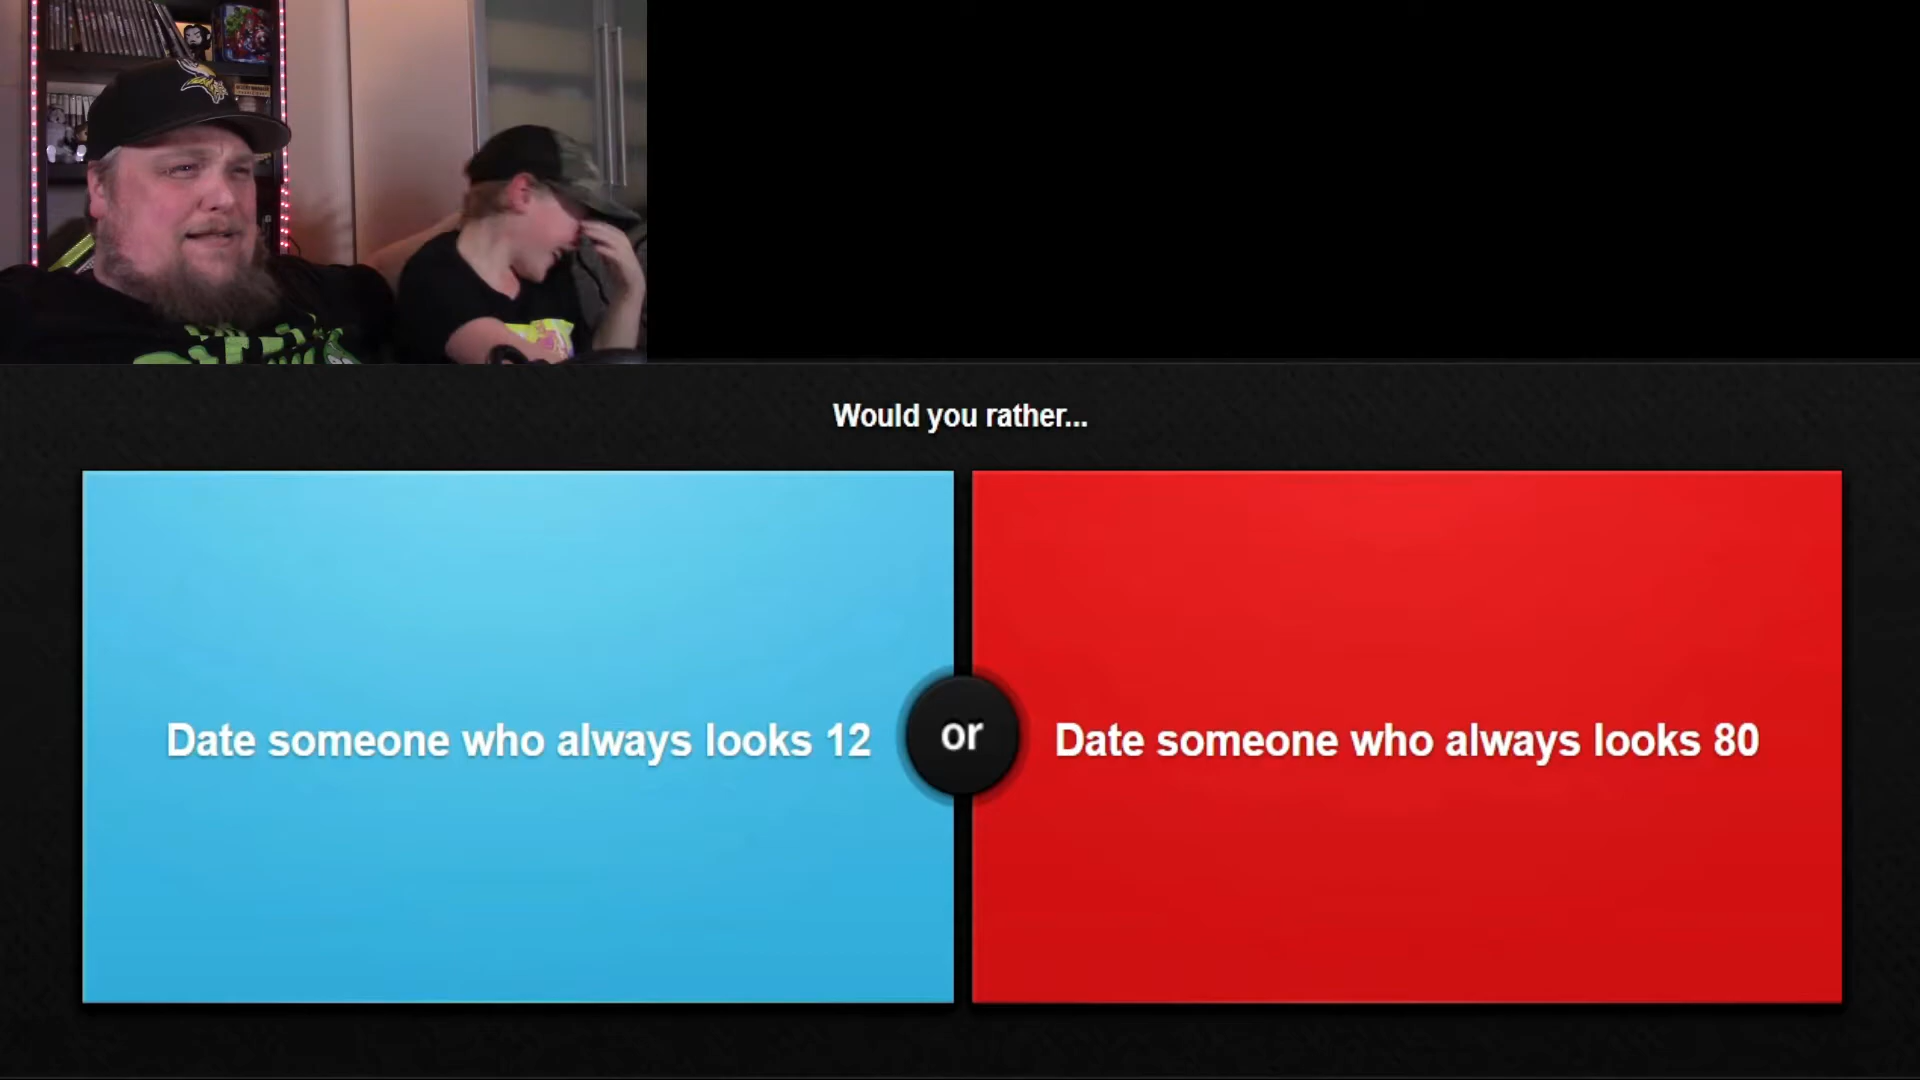 Would you rather...
Date someone who always looks 12
or
Date someone who always looks 80